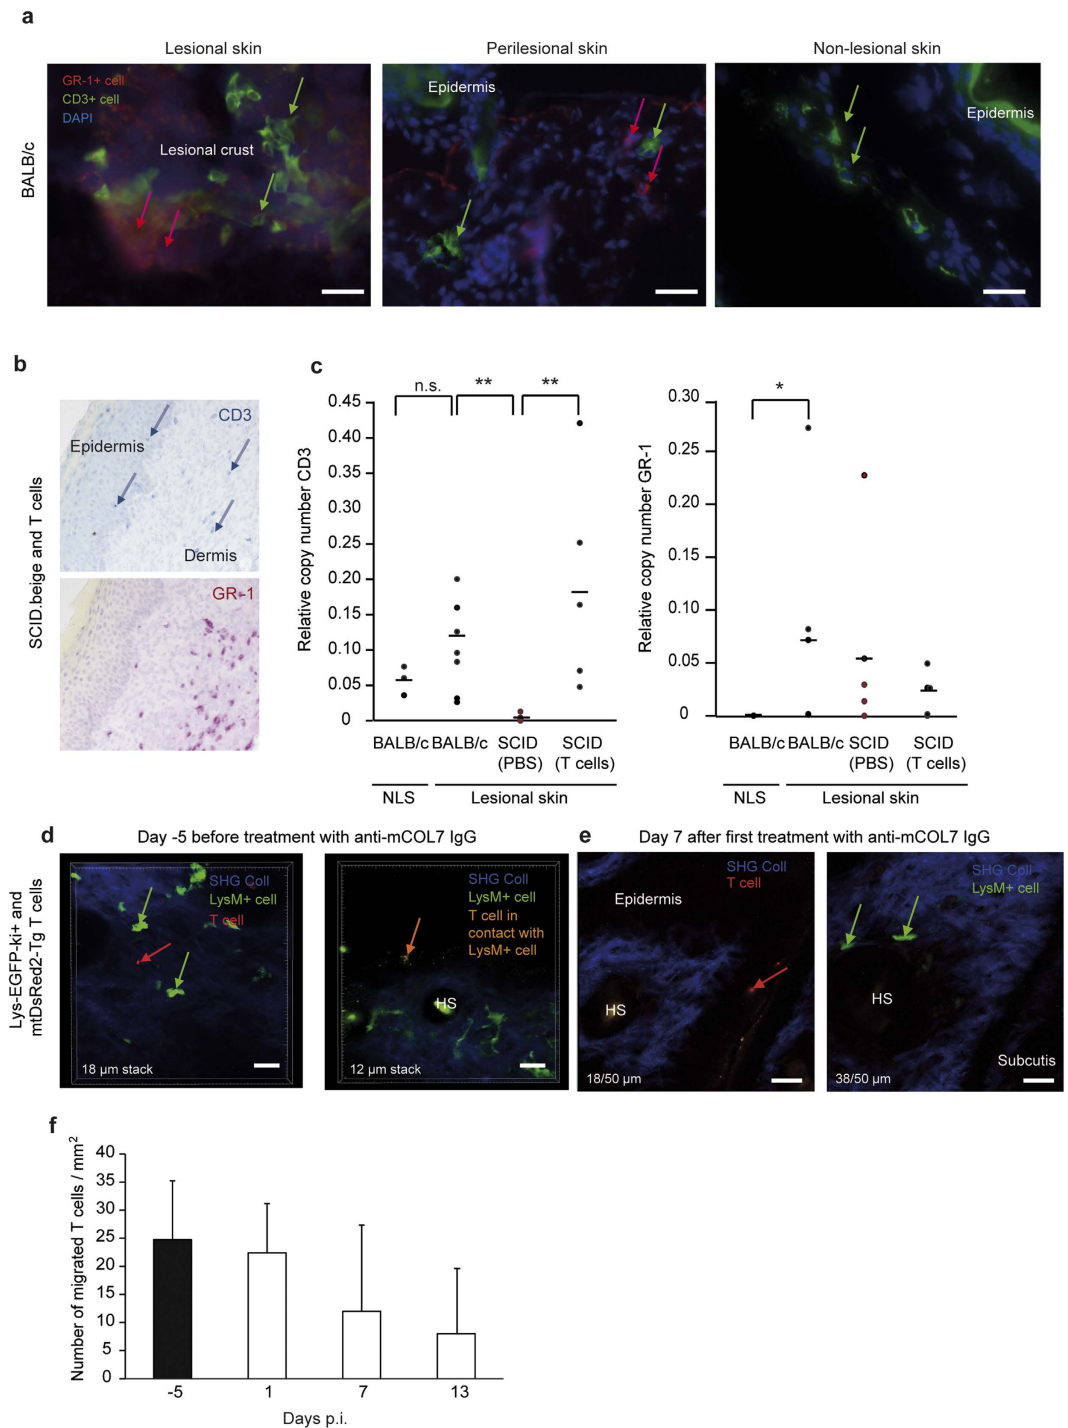 a
Lesional skin
Perilesional skin
Non-lesional skin
BALB/c
GR-1+ cell
CD3+ cell
DAPI
Lesional crust
Epidermis
Epidermis
b
SCID.beige and T cells
CD3
Epidermis
Dermis
GR-1
c
Relative copy number CD3
0.45
0.40
0.35
0.30
0.25
0.20
0.15
0.10
0.05
0
n.s.
**
**
BALB/c BALB/c SCID SCID
(PBS) (T cells)
NLS Lesional skin
Relative copy number GR-1
0.30
0.25
0.20
0.15
0.10
0.05
0
*
BALB/c BALB/c SCID SCID
(PBS) (T cells)
NLS Lesional skin
d
Day -5 before treatment with anti-mCOL7 IgG
Lys-EGFP-ki+ and
mtDsRed2-Tg T cells
SHG Coll
LysM+ cell
T cell
18 µm stack
SHG Coll
LysM+ cell
T cell in
contact with
LysM+ cell
HS
12 µm stack
e
Day 7 after first treatment with anti-mCOL7 IgG
SHG Coll
T cell
Epidermis
HS
18/50 µm
SHG Coll
LysM+ cell
HS
Subcutis
38/50 µm
f
Number of migrated T cells / mm²
40
35
30
25
20
15
10
5
0
-5 1 7 13
Days p.i.